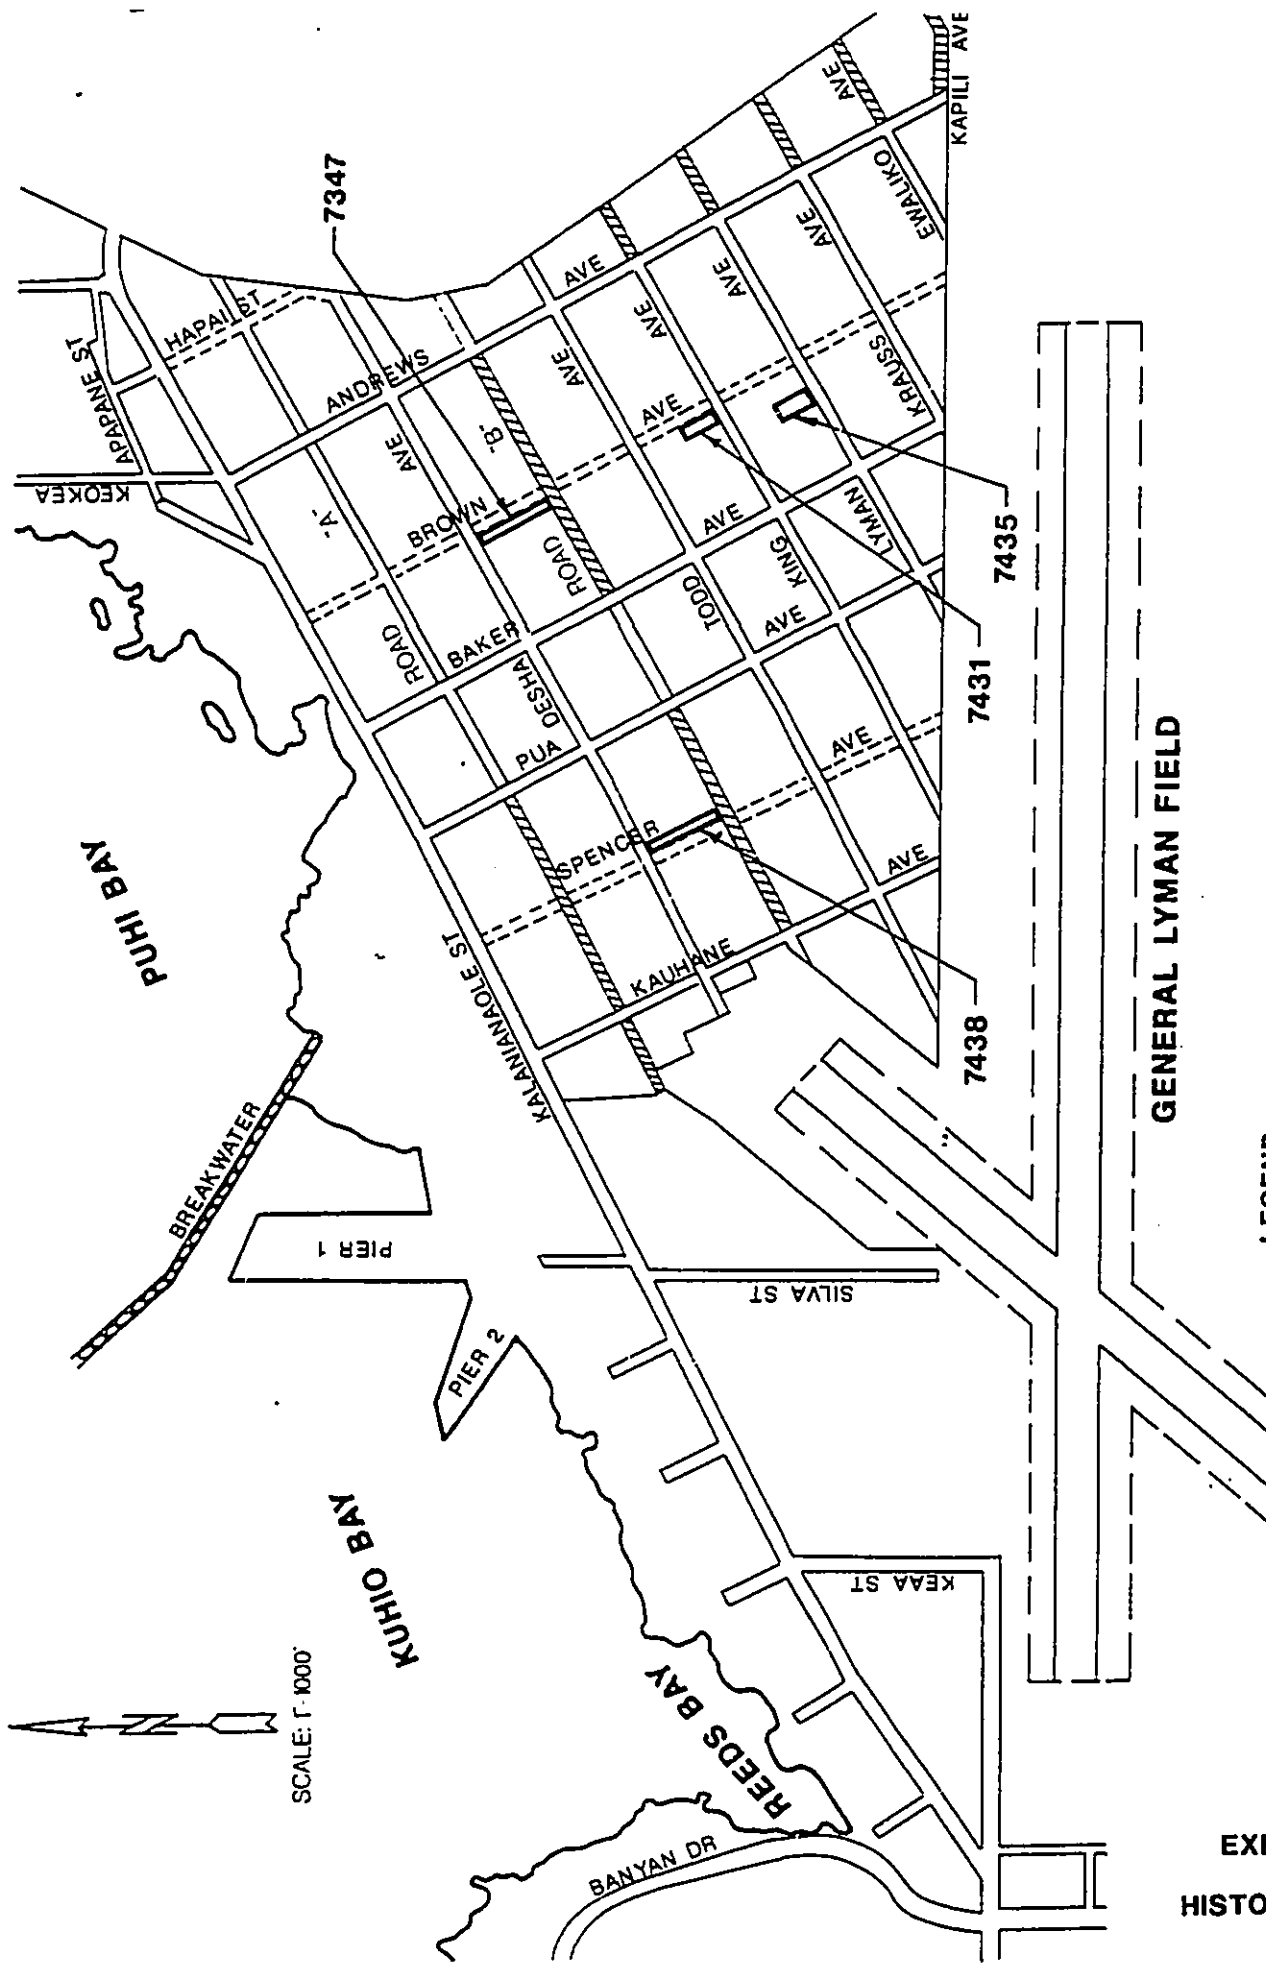 KAPILI AVE
AVE
7347
EWALIKO
AVE
HAPAI ST
AVE
AVE
AVE
KRAUSS
APAPANE ST
ANDREWS
AVE
AVE
KEOKEA
"A"
AVE
"B"
BROWN
ROAD
AVE
LYMAN
KING
7435
ROAD
BAKER
TODD
AVE
DESHA
PUA
7431
AVE
SPENCER
AVE
PUHI BAY
KAUHANE
KALANIANAOLE ST
7438
GENERAL LYMAN FIELD
BREAKWATER
PIER 1
SILVA ST
PIER 2
KUHIO BAY
KEAA ST
REEDS BAY
SCALE: 1"-1000'
BANYAN DR
LEGEND
EXI
HISTO